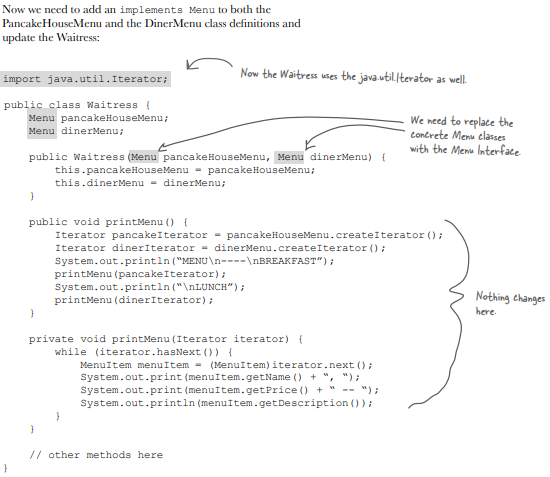 Now we need to add an implements Menu to both the
PancakeHouseMenu and the DinerMenu class definitions and
update the Waitress:
import java.util.Iterator;
Now the Waitress uses the java.util.Iterator as well.
public class Waitress {
Menu pancakeHouseMenu;
Menu dinerMenu;
We need to replace the
concrete Menu classes
with the Menu Interface.
public Waitress(Menu pancakeHouseMenu, Menu dinerMenu) {
this.pancakeHouseMenu = pancakeHouseMenu;
this.dinerMenu = dinerMenu;
}
public void printMenu() {
Iterator pancakeIterator = pancakeHouseMenu.createIterator();
Iterator dinerIterator = dinerMenu.createIterator();
System.out.println(“MENU\n----\nBREAKFAST”);
printMenu(pancakeIterator);
System.out.println(“\nLUNCH”);
printMenu(dinerIterator);
}
Nothing changes
here.
private void printMenu(Iterator iterator) {
while (iterator.hasNext()) {
MenuItem menuItem = (MenuItem)iterator.next();
System.out.print(menuItem.getName() + “, “);
System.out.print(menuItem.getPrice() + “ -- “);
System.out.println(menuItem.getDescription());
}
}
// other methods here
}